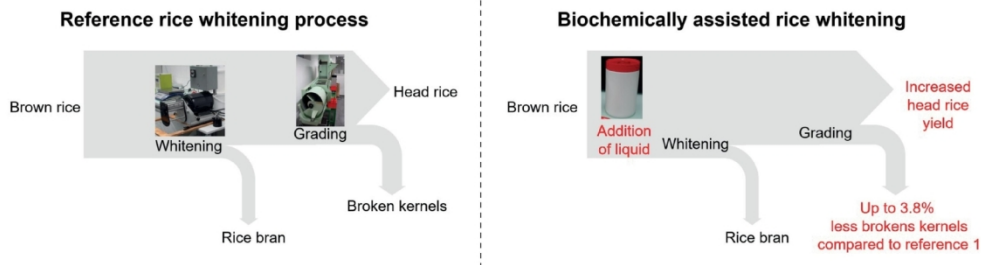 Reference rice whitening process
Brown rice
Whitening
Grading
Head rice
Broken kernels
Rice bran
Biochemically assisted rice whitening
Brown rice
Addition
of liquid
Whitening
Grading
Increased
head rice
yield
Rice bran
Up to 3.8%
less brokens kernels
compared to reference 1